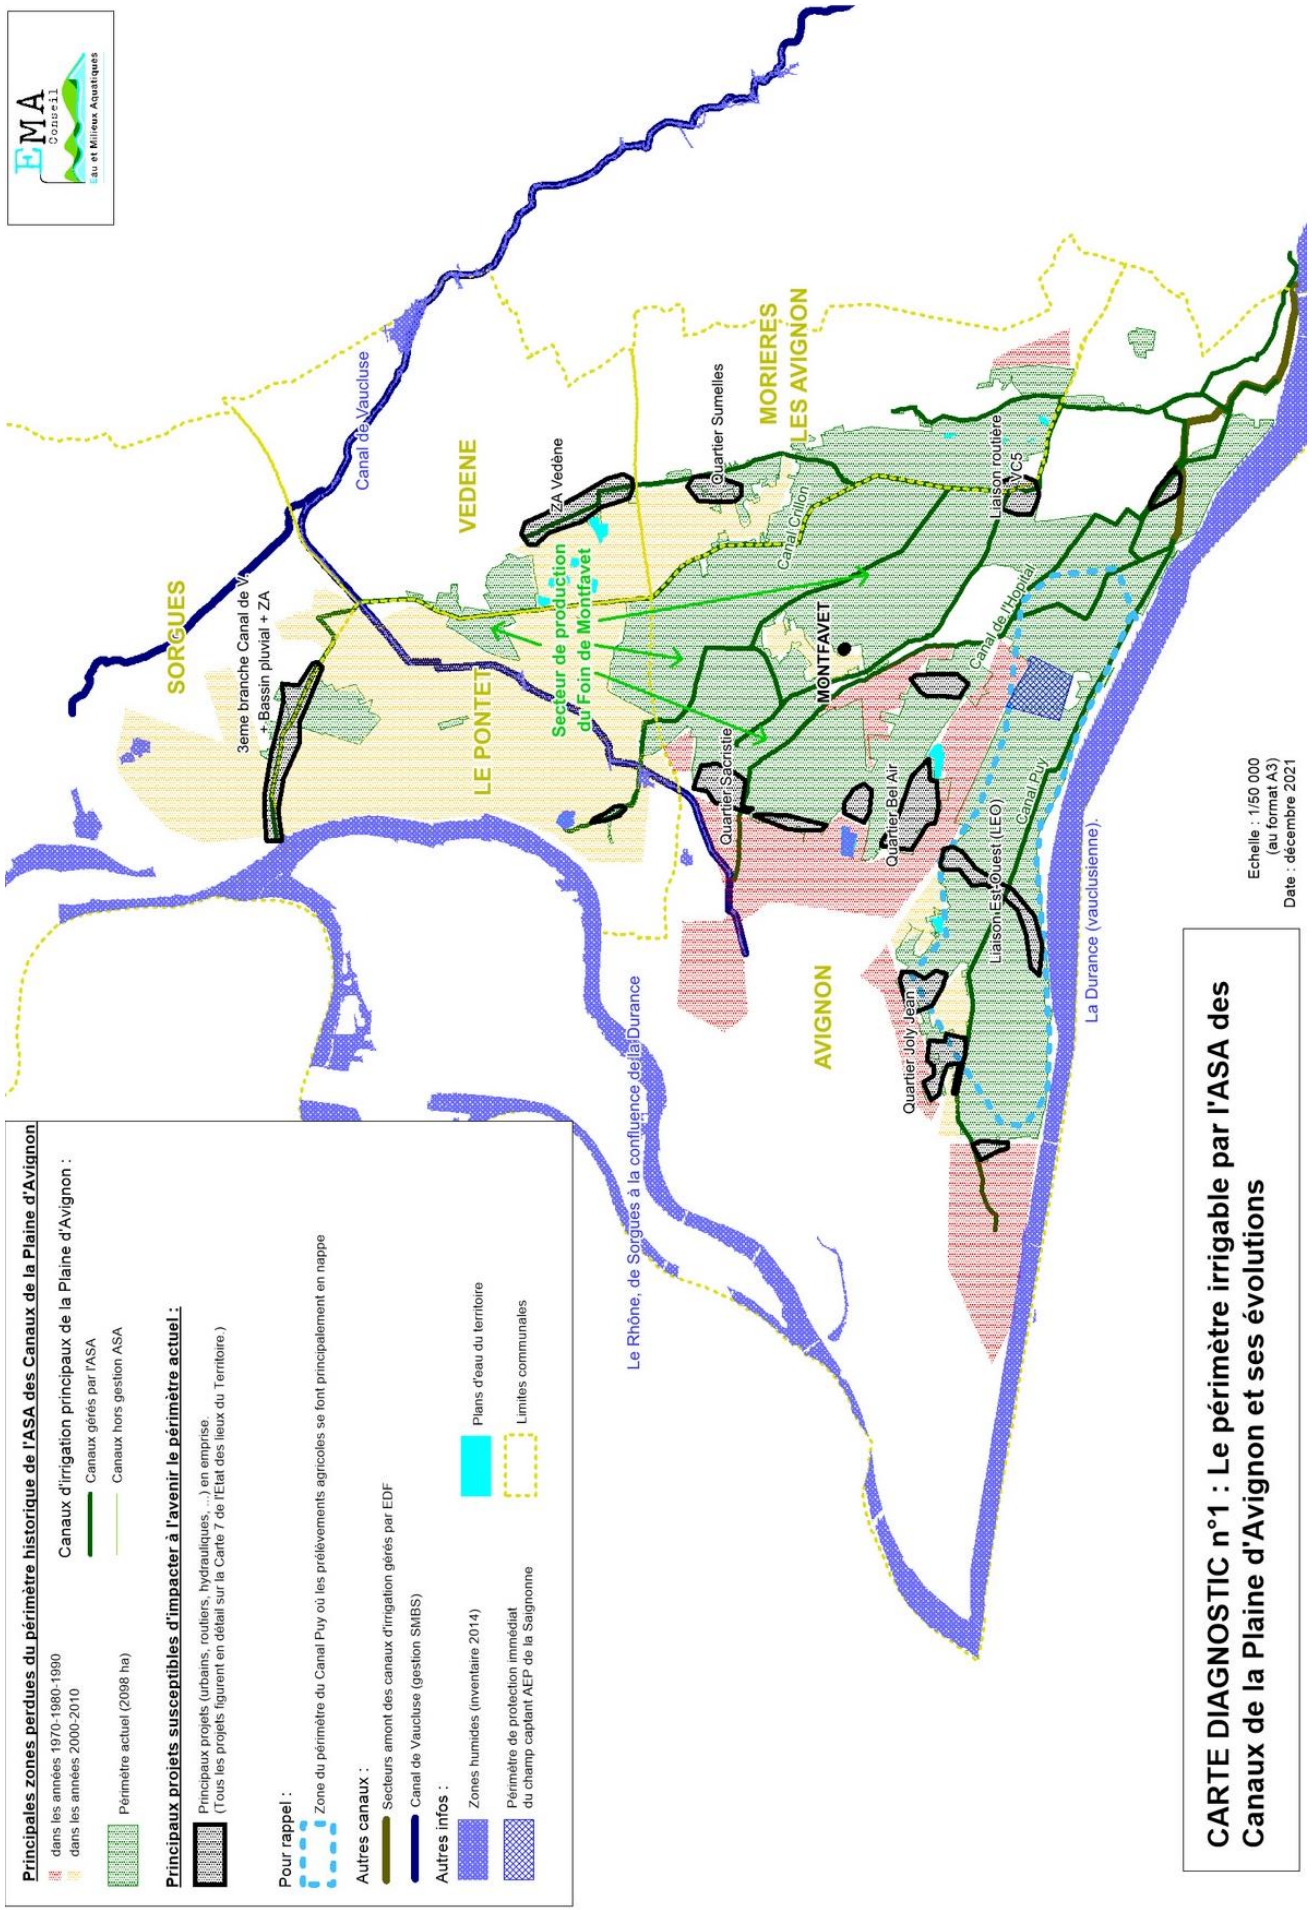 EMA
Conseil
Eau et Milieux Aquatiques
Principales zones perdues du périmètre historique de l'ASA des Canaux de la Plaine d'Avignon
dans les années 1970-1980-1990
dans les années 2000-2010
Périmètre actuel (2098 ha)
Canaux d'irrigation principaux de la Plaine d'Avignon :
Canaux gérés par l'ASA
Canaux hors gestion ASA
Principaux projets susceptibles d'impacter à l'avenir le périmètre actuel :
Principaux projets (urbains, routiers, hydrauliques, ...) en emprise.
(Tous les projets figurent en détail sur la Carte 7 de l'Etat des lieux du Territoire.)
Pour rappel :
Zone du périmètre du Canal Puy où les prélèvements agricoles se font principalement en nappe
Autres canaux :
Secteurs amont des canaux d'irrigation gérés par EDF
Canal de Vaucluse (gestion SMBS)
Autres infos :
Zones humides (inventaire 2014)
Plans d'eau du territoire
Périmètre de protection immédiat
du champ captant AEP de la Saignonne
Limites communales
SORGUES
3eme branche Canal de V.
+ Bassin pluvial + ZA
Canal de Vaucluse
VEDENE
LE PONTET
ZA Vedène
Secteur de production
du Foin de Montfavet
Quartier Sumelles
MORIERES
LES AVIGNON
Canal Crillon
Quartier Sacristie
MONTFAVET
Liaison routière
VC5
Canal de l'Hopital
Quartier Bel Air
AVIGNON
Quartier Joly Jean
Liaison Est-Ouest (LEO)
Canal Puy
Le Rhône, de Sorgues à la confluence de la Durance
La Durance (vauclusienne).
Echelle : 1/50 000
(au format A3)
Date : décembre 2021
CARTE DIAGNOSTIC n°1 : Le périmètre irrigable par l'ASA des
Canaux de la Plaine d'Avignon et ses évolutions